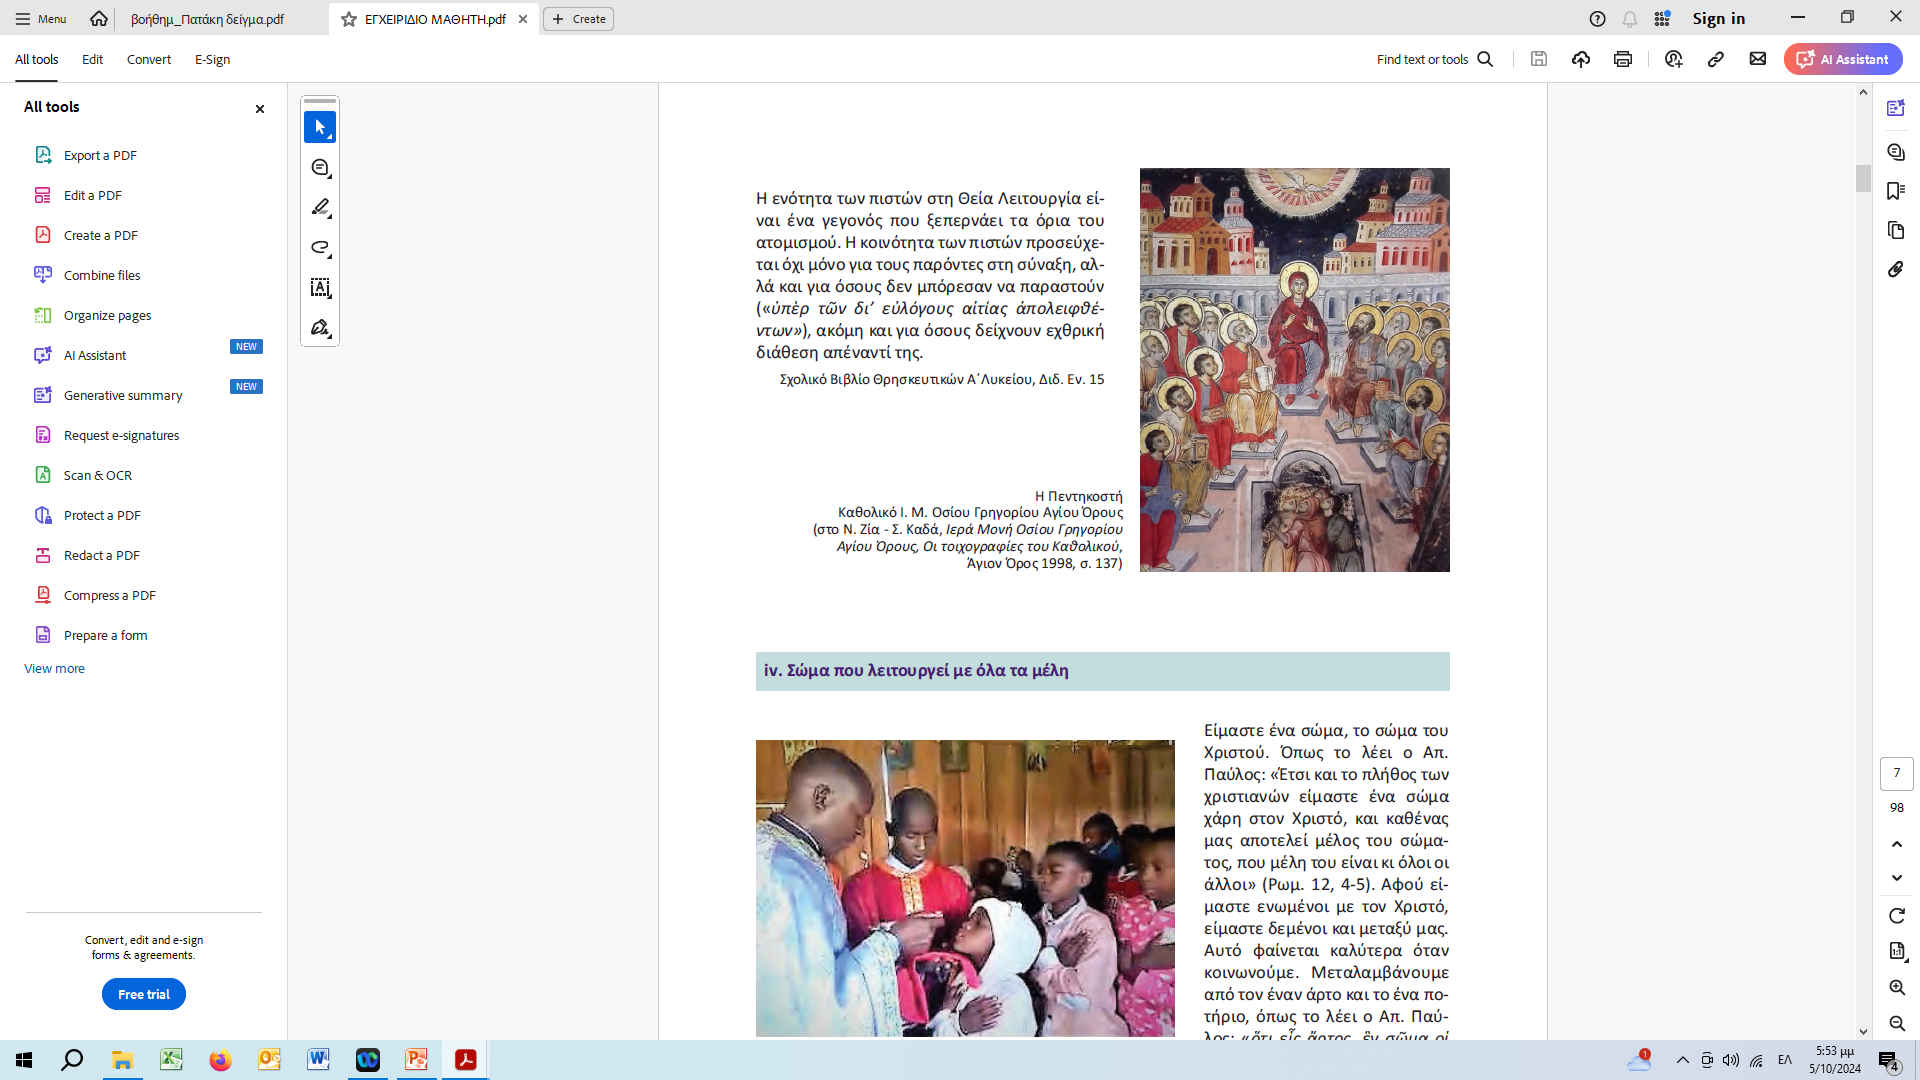 Menu
βοήθημ_Πατάκη δείγμα.pdf
ΕΓΧΕΙΡΙΔΙΟ ΜΑΘΗΤΗ.pdf
Create
Sign in
All tools
Edit
Convert
E-Sign
Find text or tools
AI Assistant
All tools
Export a PDF
Edit a PDF
Create a PDF
Combine files
Organize pages
AI Assistant
NEW
Generative summary
NEW
Request e-signatures
Scan & OCR
Protect a PDF
Redact a PDF
Compress a PDF
Prepare a form
View more
Convert, edit and e-sign
forms & agreements.
Free trial
Η ενότητα των πιστών στη Θεία Λειτουργία εί-
ναι ένα γεγονός που ξεπερνάει τα όρια του
ατομισμού. Η κοινότητα των πιστών προσεύχε-
ται όχι μόνο για τους παρόντες στη σύναξη, αλ-
λά και για όσους δεν μπόρεσαν να παραστούν
(«ὑπὲρ τῶν δι’ εὐλόγους αἰτίας ἀπολειφθέ-
ντων»), ακόμη και για όσους δείχνουν εχθρική
διάθεση απέναντί της.
Σχολικό Βιβλίο Θρησκευτικών Α΄Λυκείου, Διδ. Εν. 15
Η Πεντηκοστή
Καθολικό Ι. Μ. Οσίου Γρηγορίου Αγίου Όρους
(στο Ν. Ζία - Σ. Καδά, Ιερά Μονή Οσίου Γρηγορίου
Αγίου Όρους, Οι τοιχογραφίες του Καθολικού,
Άγιον Όρος 1998, σ. 137)
iv. Σώμα που λειτουργεί με όλα τα μέλη
Είμαστε ένα σώμα, το σώμα του
Χριστού. Όπως το λέει ο Απ.
Παύλος: «Έτσι και το πλήθος των
χριστιανών είμαστε ένα σώμα
χάρη στον Χριστό, και καθένας
μας αποτελεί μέλος του σώμα-
τος, που μέλη του είναι κι όλοι οι
άλλοι» (Ρωμ. 12, 4-5). Αφού εί-
μαστε ενωμένοι με τον Χριστό,
είμαστε δεμένοι και μεταξύ μας.
Αυτό φαίνεται καλύτερα όταν
κοινωνούμε. Μεταλαμβάνουμε
από τον έναν άρτο και το ένα πο-
τήριο, όπως το λέει ο Απ. Παύ-
λος: «ὅτι εἷς ἄρτος, ἓν σῶμα οἱ
7
98
1
ΕΛ
5:53 μμ
5/10/2024
4